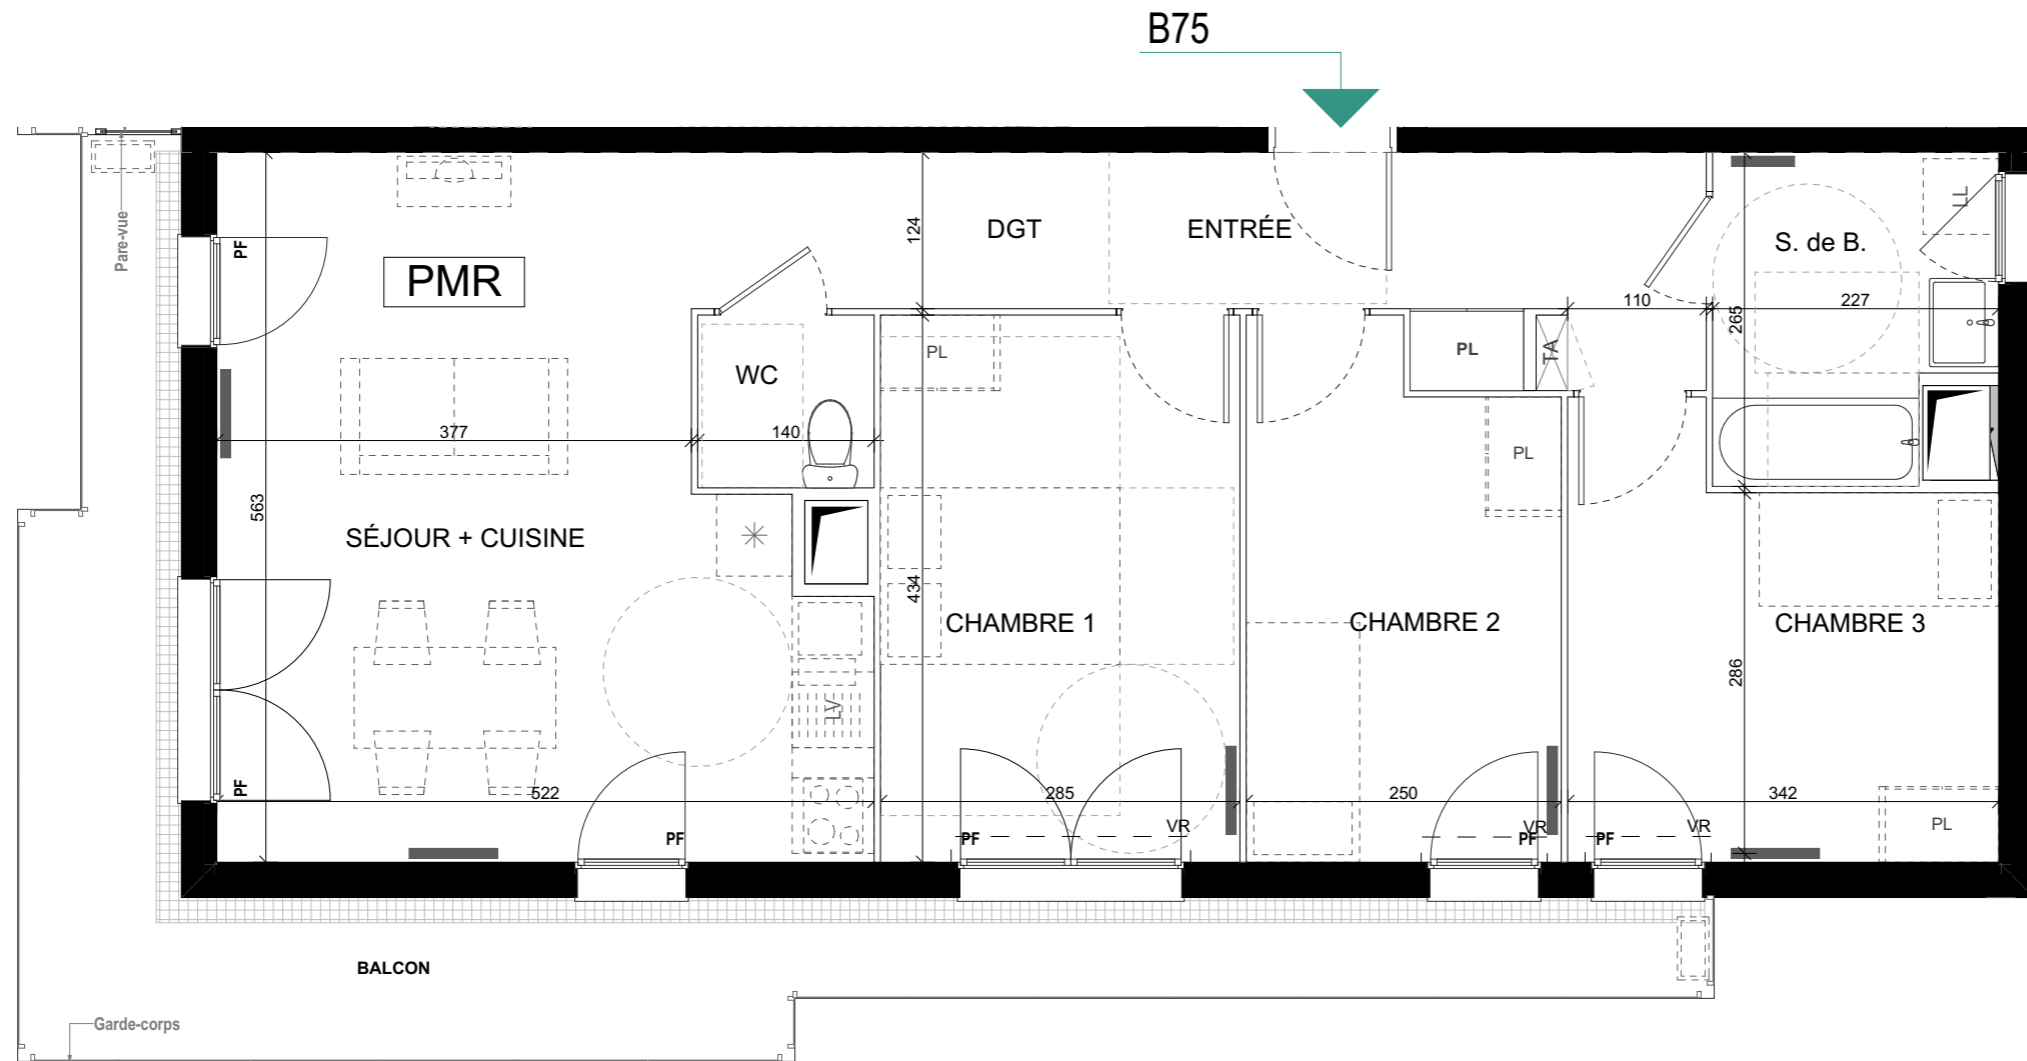 B75
Pare-vue
PF
PMR
124
DGT
ENTRÉE
S. de B.
LL
110
227
265
WC
PL
PL
TA
377
140
PL
563
SÉJOUR + CUISINE
434
CHAMBRE 1
CHAMBRE 2
CHAMBRE 3
286
LV
PF
522
285
250
342
PF
PF
VR
VR
PF
PF
VR
PL
BALCON
Garde-corps